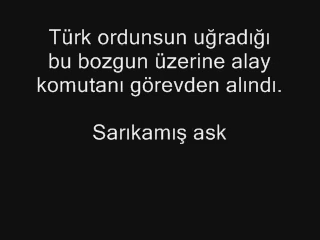 Türk ordunsun uğradığı
bu bozgun üzerine alay
komutanı görevden alındı.
Sarıkamış ask